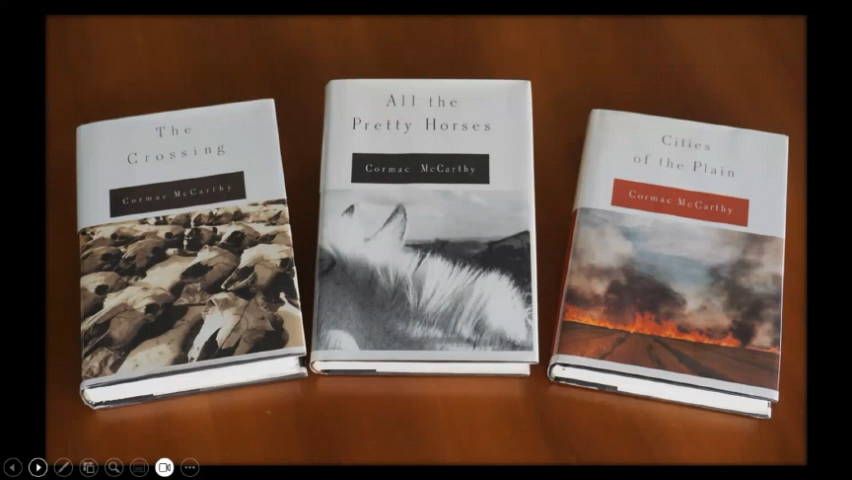 The
Crossing
Cormac McCarthy
All the
Pretty Horses
Cormac McCarthy
Cities
of the Plain
Cormac McCarthy